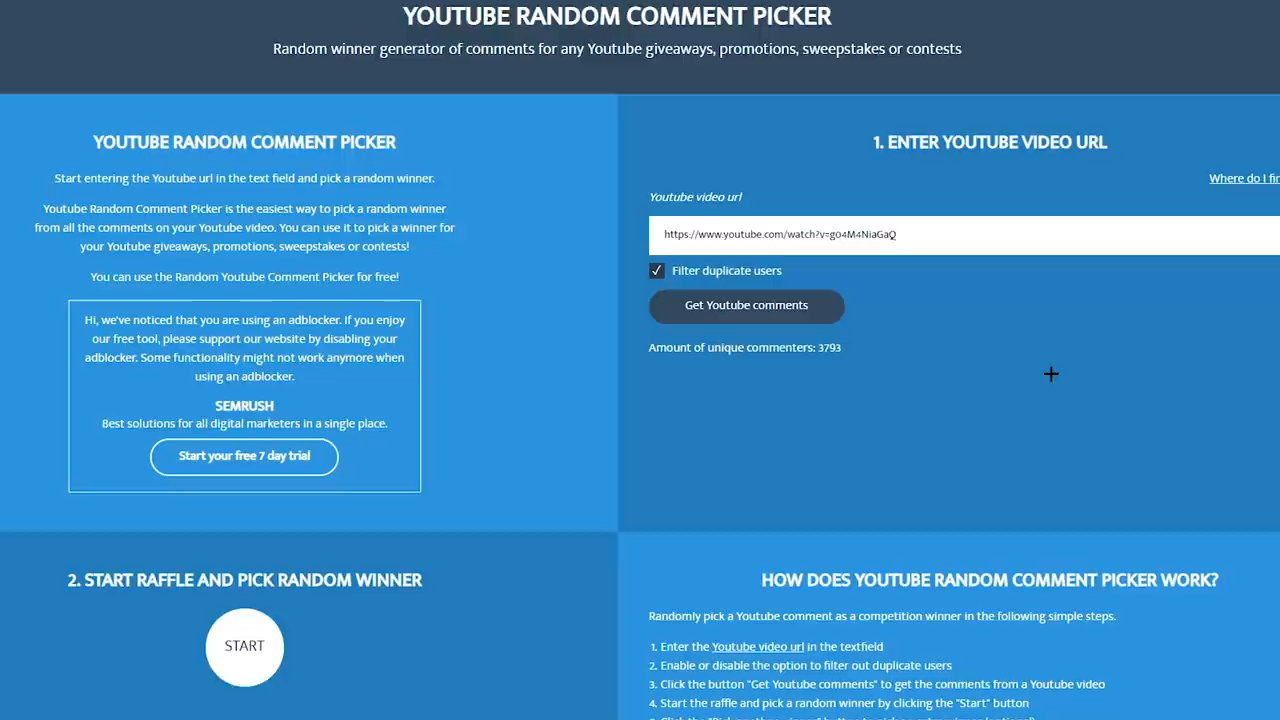 YOUTUBE RANDOM COMMENT PICKER
Random winner generator of comments for any Youtube giveaways, promotions, sweepstakes or contests
YOUTUBE RANDOM COMMENT PICKER
Start entering the Youtube url in the text field and pick a random winner.
Youtube Random Comment Picker is the easiest way to pick a random winner
from all the comments on your Youtube video. You can use it to pick a winner for
your Youtube giveaways, promotions, sweepstakes or contests!
You can use the Random Youtube Comment Picker for free!
Hi, we've noticed that you are using an adblocker. If you enjoy
our free tool, please support our website by disabling your
adblocker. Some functionality might not work anymore when
using an adblocker.
SEMRUSH
Best solutions for all digital marketers in a single place.
Start your free 7 day trial
1. ENTER YOUTUBE VIDEO URL
Where do I
Youtube video url
https://www.youtube.com/watch?v=go4M4NiaGaQ
Filter duplicate users
Get Youtube comments
Amount of unique commenters: 3793
2. START RAFFLE AND PICK RANDOM WINNER
START
HOW DOES YOUTUBE RANDOM COMMENT PICKER WORK?
Randomly pick a Youtube comment as a competition winner in the following simple steps.
1. Enter the Youtube video url in the textfield
2. Enable or disable the option to filter out duplicate users
3. Click the button "Get Youtube comments" to get the comments from a Youtube video
4. Start the raffle and pick a random winner by clicking the "Start" button